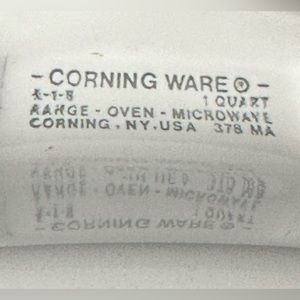 - CORNING WARE ® -
A-1-B 1 QUART
RANGE - OVEN - MICROWAVE
CORNING, NY, USA 378 MA